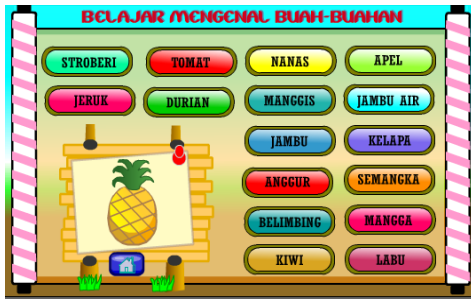 BELAJAR MENGENAL BUAH-BUAHAN
STROBERI TOMAT NANAS APEL
JERUK DURIAN MANGGIS JAMBU AIR
JAMBU KELAPA
ANGGUR SEMANGKA
BELIMBING MANGGA
KIWI LABU